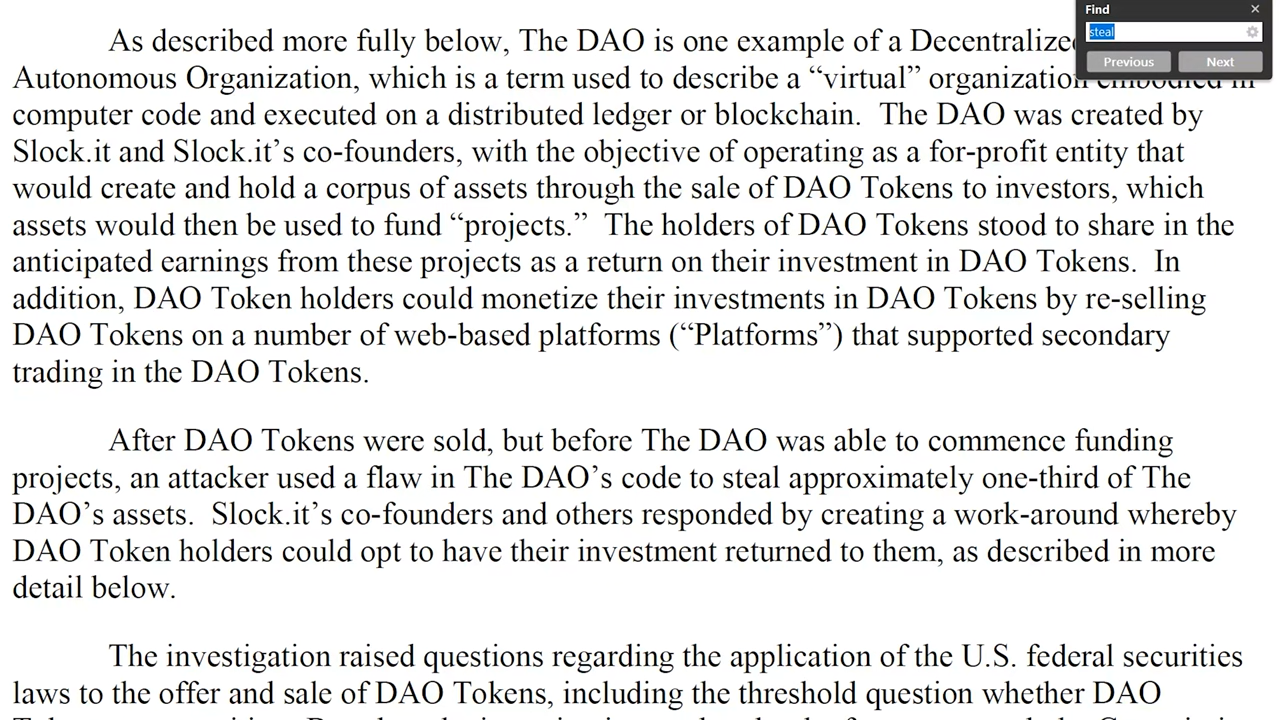 Find
steal
Previous Next
As described more fully below, The DAO is one example of a Decentralized
Autonomous Organization, which is a term used to describe a “virtual” organization embodied in
computer code and executed on a distributed ledger or blockchain. The DAO was created by
Slock.it and Slock.it’s co-founders, with the objective of operating as a for-profit entity that
would create and hold a corpus of assets through the sale of DAO Tokens to investors, which
assets would then be used to fund “projects.” The holders of DAO Tokens stood to share in the
anticipated earnings from these projects as a return on their investment in DAO Tokens. In
addition, DAO Token holders could monetize their investments in DAO Tokens by re-selling
DAO Tokens on a number of web-based platforms (“Platforms”) that supported secondary
trading in the DAO Tokens.
After DAO Tokens were sold, but before The DAO was able to commence funding
projects, an attacker used a flaw in The DAO’s code to steal approximately one-third of The
DAO’s assets. Slock.it’s co-founders and others responded by creating a work-around whereby
DAO Token holders could opt to have their investment returned to them, as described in more
detail below.
The investigation raised questions regarding the application of the U.S. federal securities
laws to the offer and sale of DAO Tokens, including the threshold question whether DAO